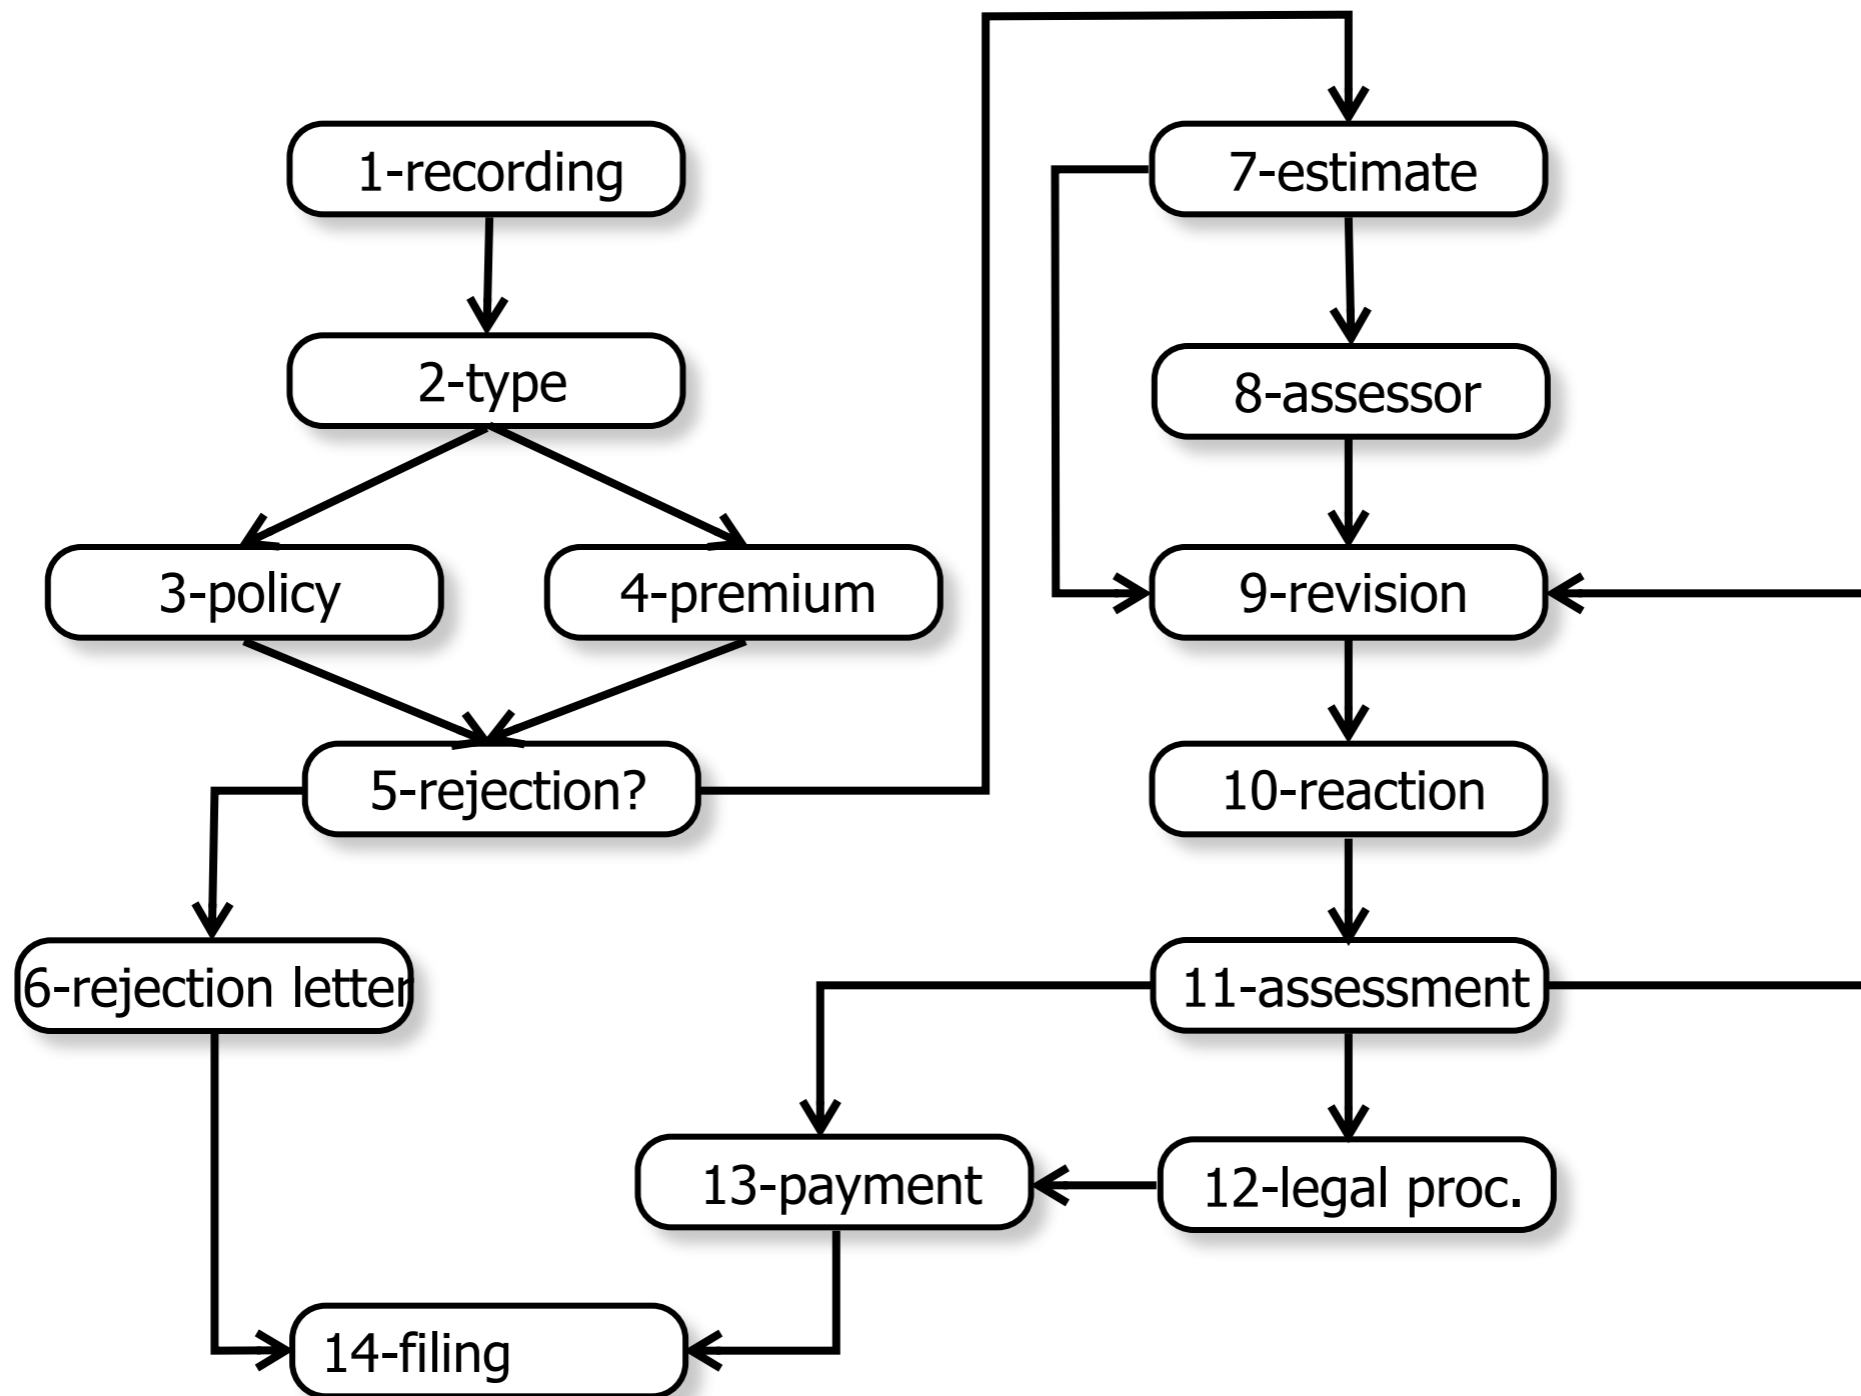 1-recording
2-type
3-policy
4-premium
5-rejection?
6-rejection letter
7-estimate
8-assessor
9-revision
10-reaction
11-assessment
12-legal proc.
13-payment
14-filing